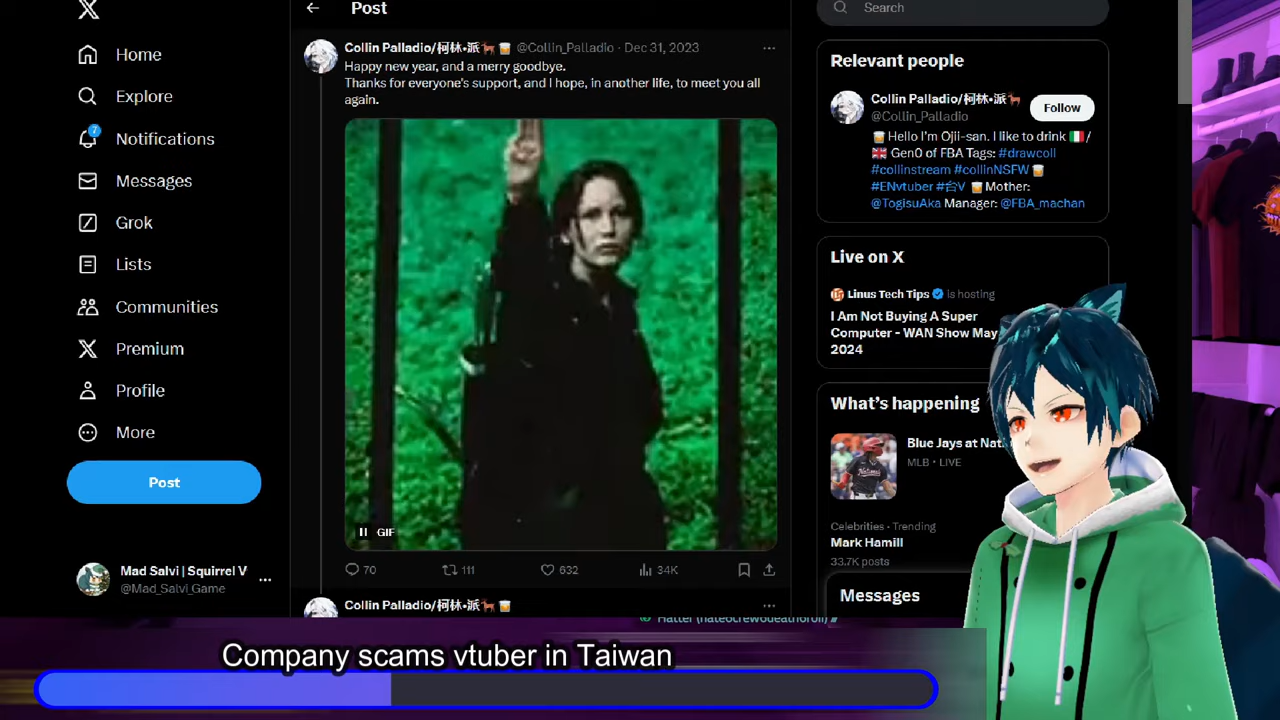 Home
Explore
7
Notifications
Messages
Grok
Lists
Communities
Premium
Profile
More
Post
Mad Salvi | Squirrel V
@Mad_Salvi_Game
Post
Collin Palladio/柯林•派🐂🍺 @Collin_Palladio · Dec 31, 2023
Happy new year, and a merry goodbye.
Thanks for everyone's support, and I hope, in another life, to meet you all
again.
GIF
70
111
632
34K
Collin Palladio/柯林•派🐂🍺
Search
Relevant people
Collin Palladio/柯林•派🐂
@Collin_Palladio
Follow
🍺Hello I'm Ojii-san. I like to drink 🇮🇹/
🇬🇧 Gen0 of FBA Tags: #drawcoll
#collinstream #collinNSFW🍺
#ENvtuber #台V 🍺Mother:
@TogisuAka Manager: @FBA_machan
Live on X
Linus Tech Tips is hosting
I Am Not Buying A Super
Computer - WAN Show May
2024
What's happening
Blue Jays at Nat
MLB • LIVE
Celebrities • Trending
Mark Hamill
33.7K posts
Messages
Company scams vtuber in Taiwan